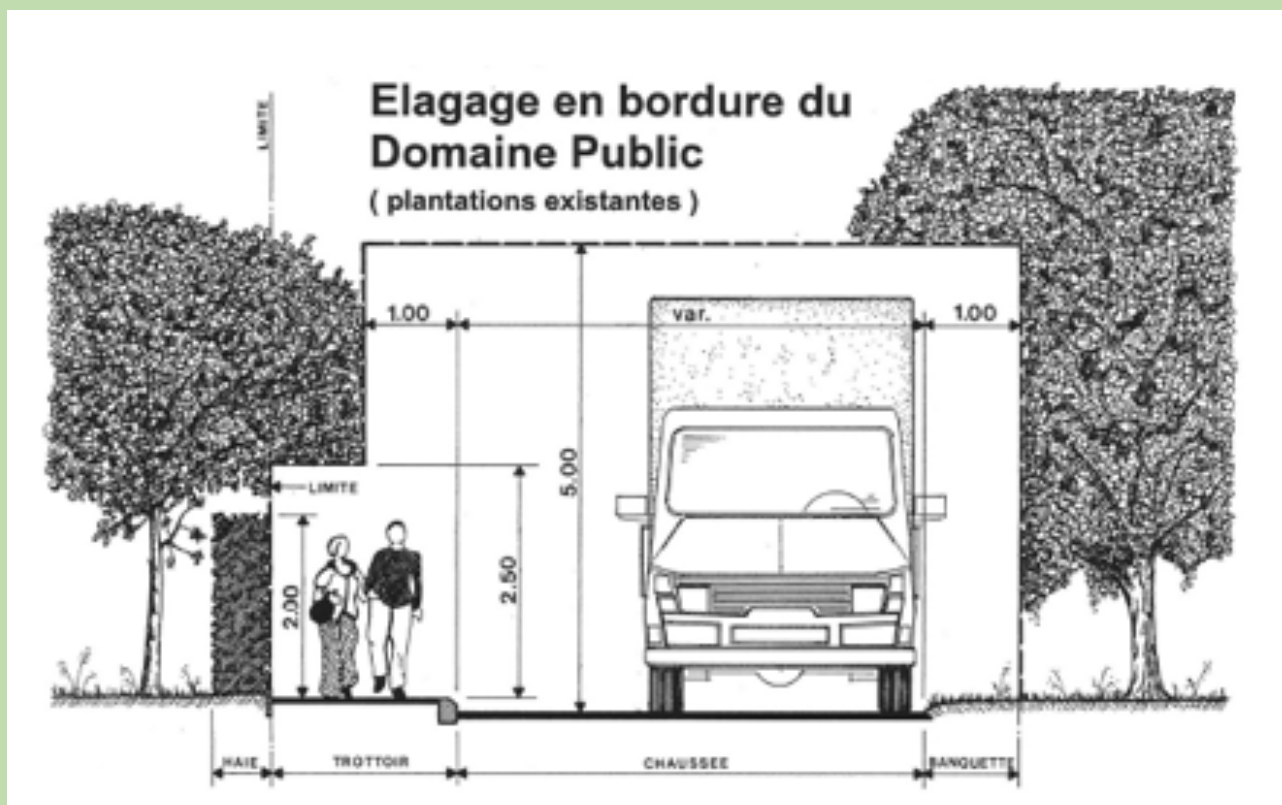 LIMITE
Elagage en bordure du
Domaine Public
( plantations existantes )
1.00
var.
1.00
5.00
LIMITE
2.00
2.50
HAIE
TROTTOIR
CHAUSSEE
BANQUETTE